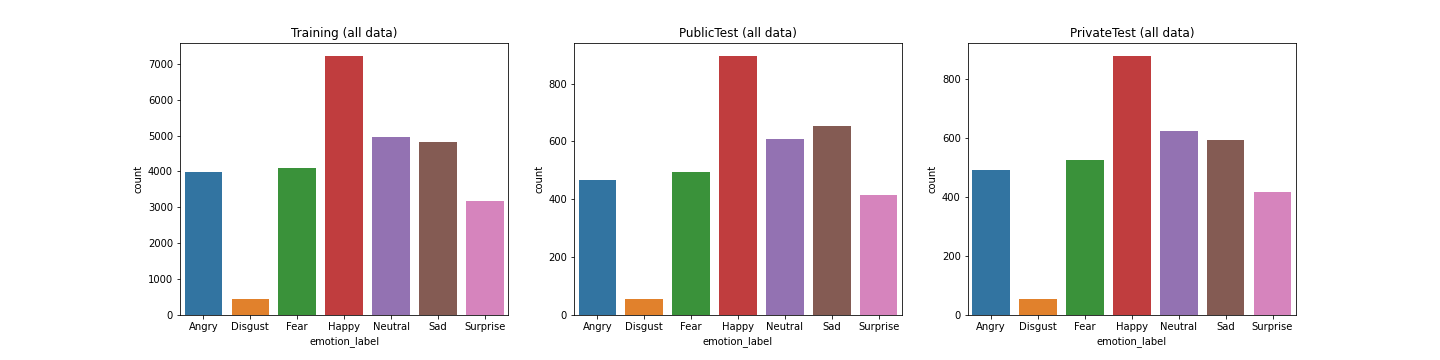 Training (all data)
count
7000
6000
5000
4000
3000
2000
1000
0
Angry Disgust Fear Happy Neutral Sad Surprise
emotion_label
PublicTest (all data)
count
800
600
400
200
0
Angry Disgust Fear Happy Neutral Sad Surprise
emotion_label
PrivateTest (all data)
count
800
600
400
200
0
Angry Disgust Fear Happy Neutral Sad Surprise
emotion_label